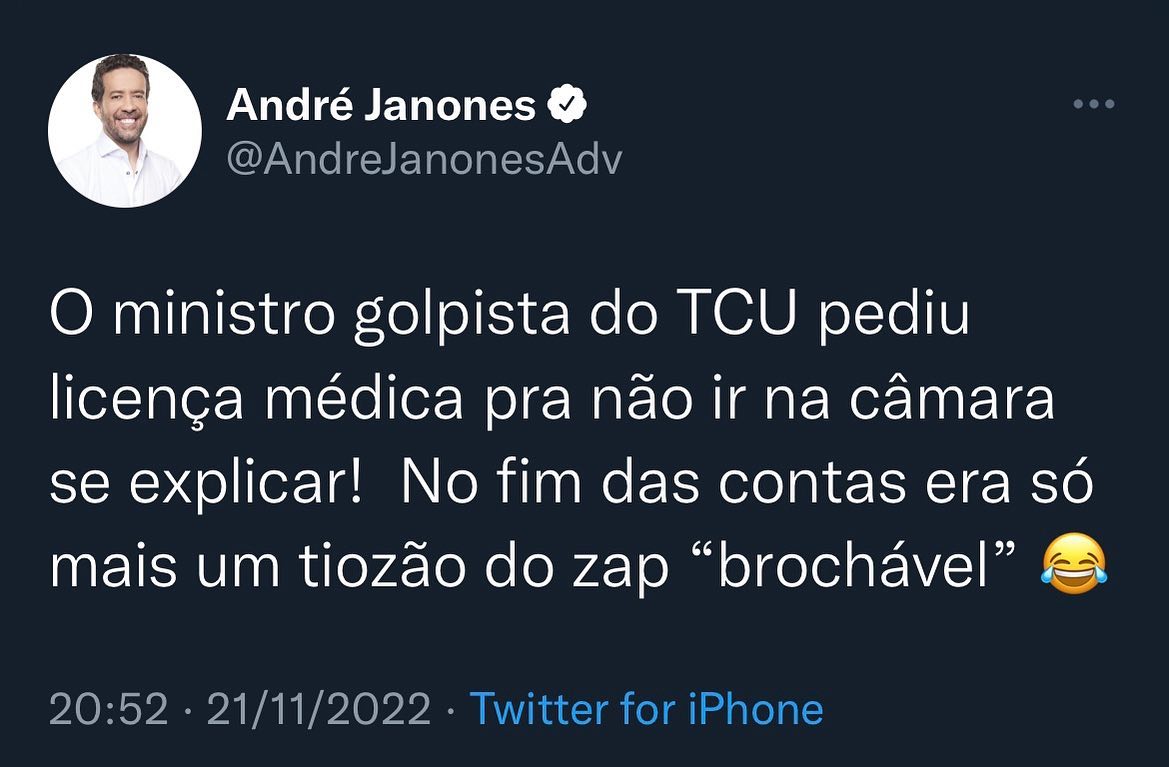 André Janones
@AndreJanonesAdv
O ministro golpista do TCU pediu
licença médica pra não ir na câmara
se explicar!  No fim das contas era só
mais um tiozão do zap “brochável” 😂
20:52 · 21/11/2022 · Twitter for iPhone